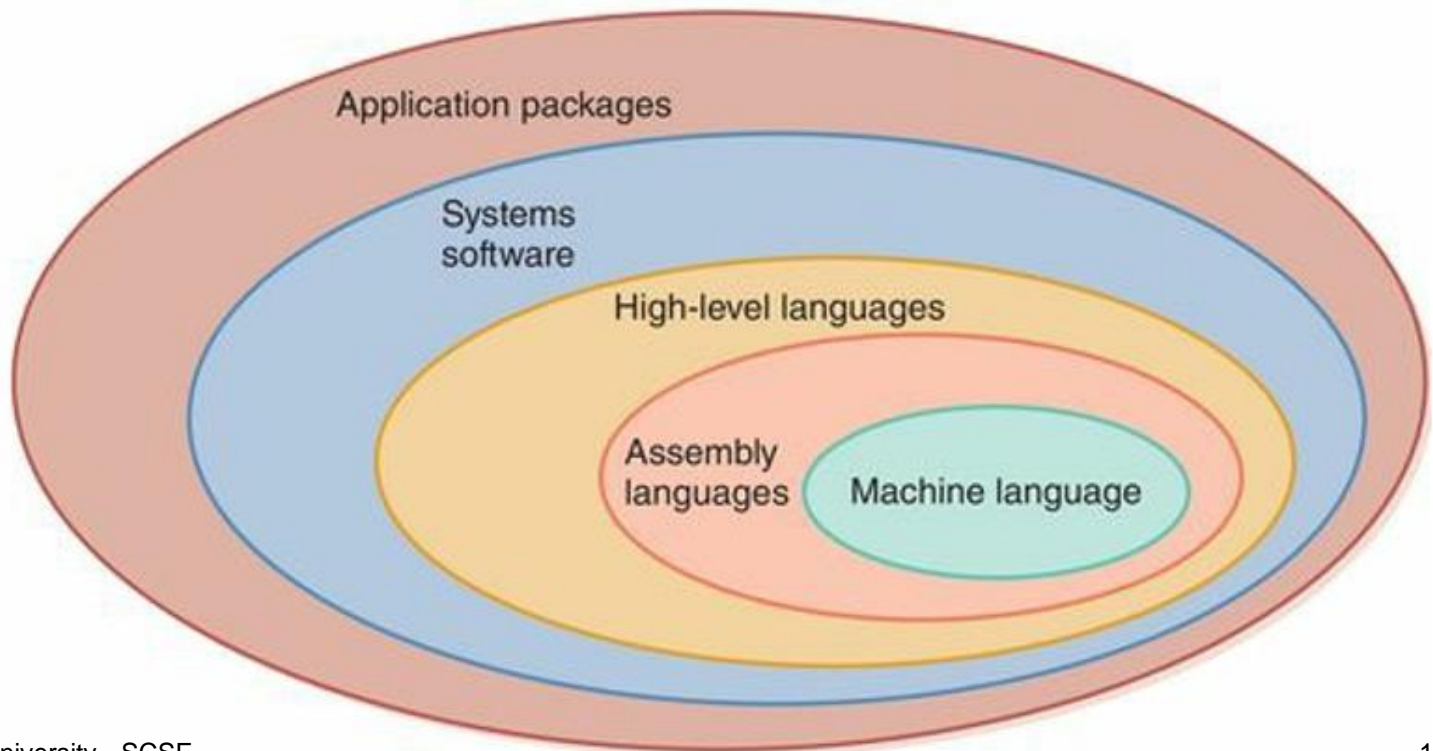 Application packages
Systems
software
High-level languages
Assembly
languages
Machine language